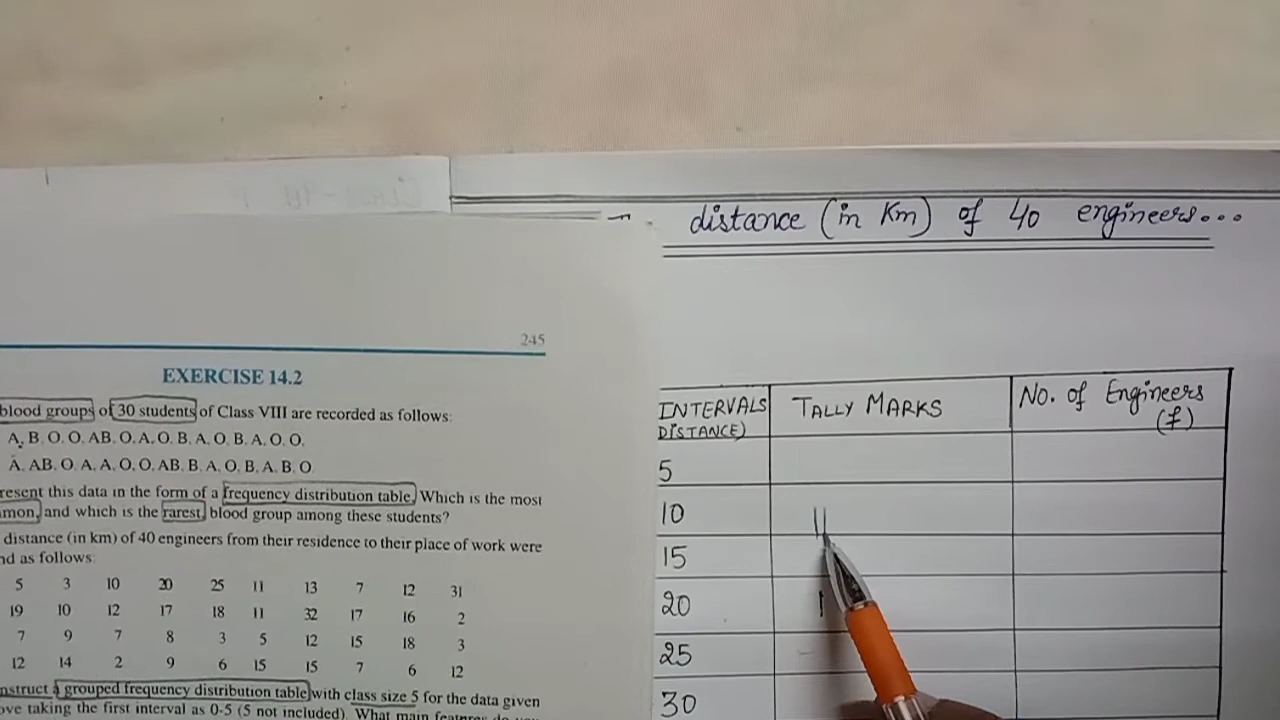 distance (in Km) of 40 engineers...
245
EXERCISE 14.2
blood groups of 30 students of Class VIII are recorded as follows:
A, B, O, O, AB, O, A, O, B, A, O, B, A, O, O,
A, AB, O, A, A, O, O, AB, B, A, O, B, A, B, O
resent this data in the form of a frequency distribution table. Which is the most
mon, and which is the rarest, blood group among these students?
distance (in km) of 40 engineers from their residence to their place of work were
nd as follows:
5 3 10 20 25 11 13 7 12 31
19 10 12 17 18 11 32 17 16 2
7 9 7 8 3 5 12 15 18 3
12 14 2 9 6 15 15 7 6 12
nstruct a grouped frequency distribution table with class size 5 for the data given
ove taking the first interval as 0-5 (5 not included). What main features do you
INTERVALS TALLY MARKS No. of Engineers
DISTANCE) (f)
5
10
15
20
25
30